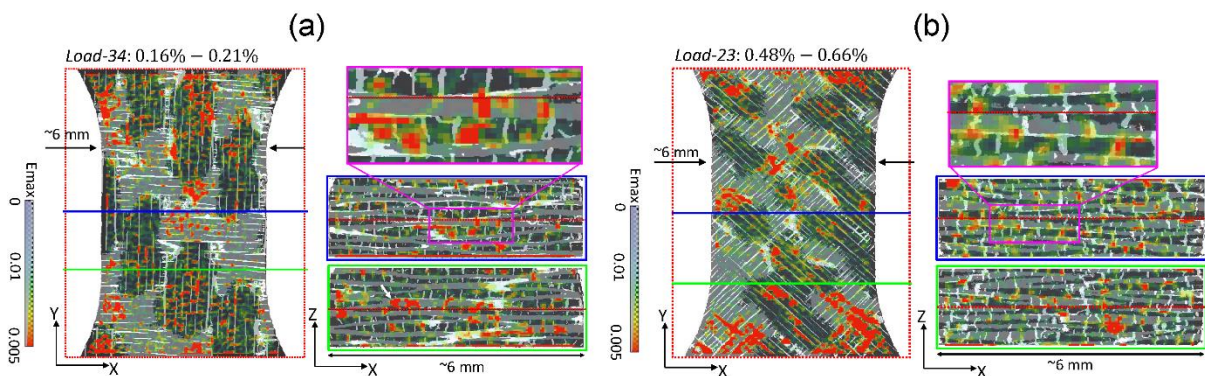 (a)
Load-34: 0.16% – 0.21%
~6 mm
Emax
0
0.01
0.005
Y
X
Z
X
~6 mm
(b)
Load-23: 0.48% – 0.66%
~6 mm
Emax
0
0.01
0.005
Y
X
Z
X
~6 mm